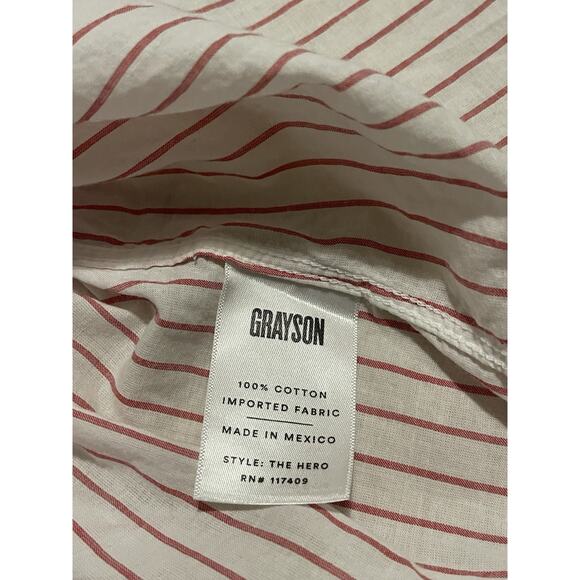 GRAYSON
100% COTTON
IMPORTED FABRIC
MADE IN MEXICO
STYLE: THE HERO
RN# 117409